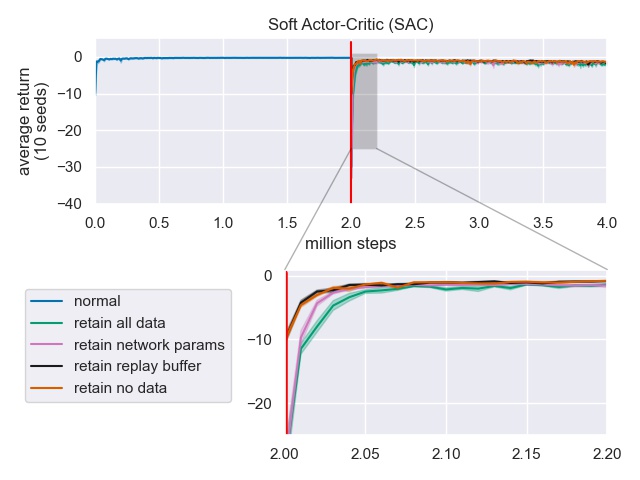 Soft Actor-Critic (SAC)
average return
(10 seeds)
0
−10
−20
−30
−40
0.0 0.5 1.0 1.5 2.0 2.5 3.0 3.5 4.0
million steps
normal
retain all data
retain network params
retain replay buffer
retain no data
0
−10
−20
2.00 2.05 2.10 2.15 2.20